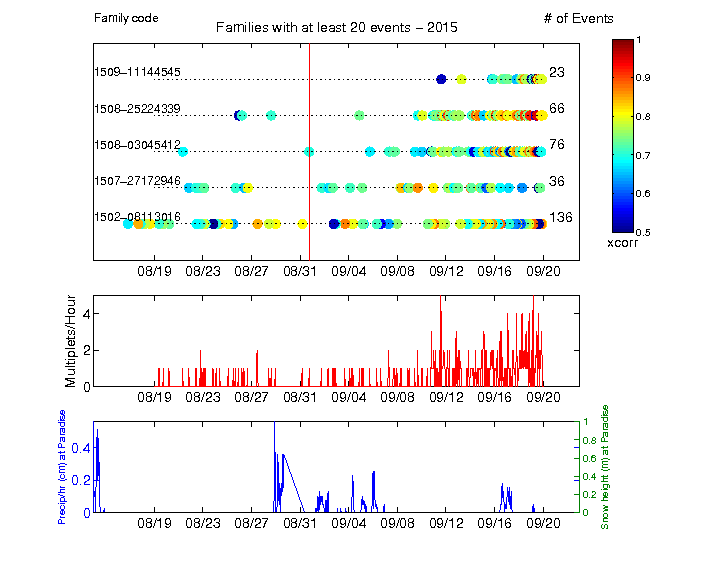 Family code
Families with at least 20 events – 2015
# of Events
1509–11144545
23
1508–25224339
66
1508–03045412
76
1507–27172946
36
1502–08113016
136
08/19 08/23 08/27 08/31 09/04 09/08 09/12 09/16 09/20
1
0.9
0.8
0.7
0.6
0.5
xcorr
Multiplets/Hour
4
2
0
08/19 08/23 08/27 08/31 09/04 09/08 09/12 09/16 09/20
Precip/hr (cm) at Paradise
0.4
0.2
0
1
0.8
0.6
0.4
0.2
0
Snow height (m) at Paradise
08/19 08/23 08/27 08/31 09/04 09/08 09/12 09/16 09/20